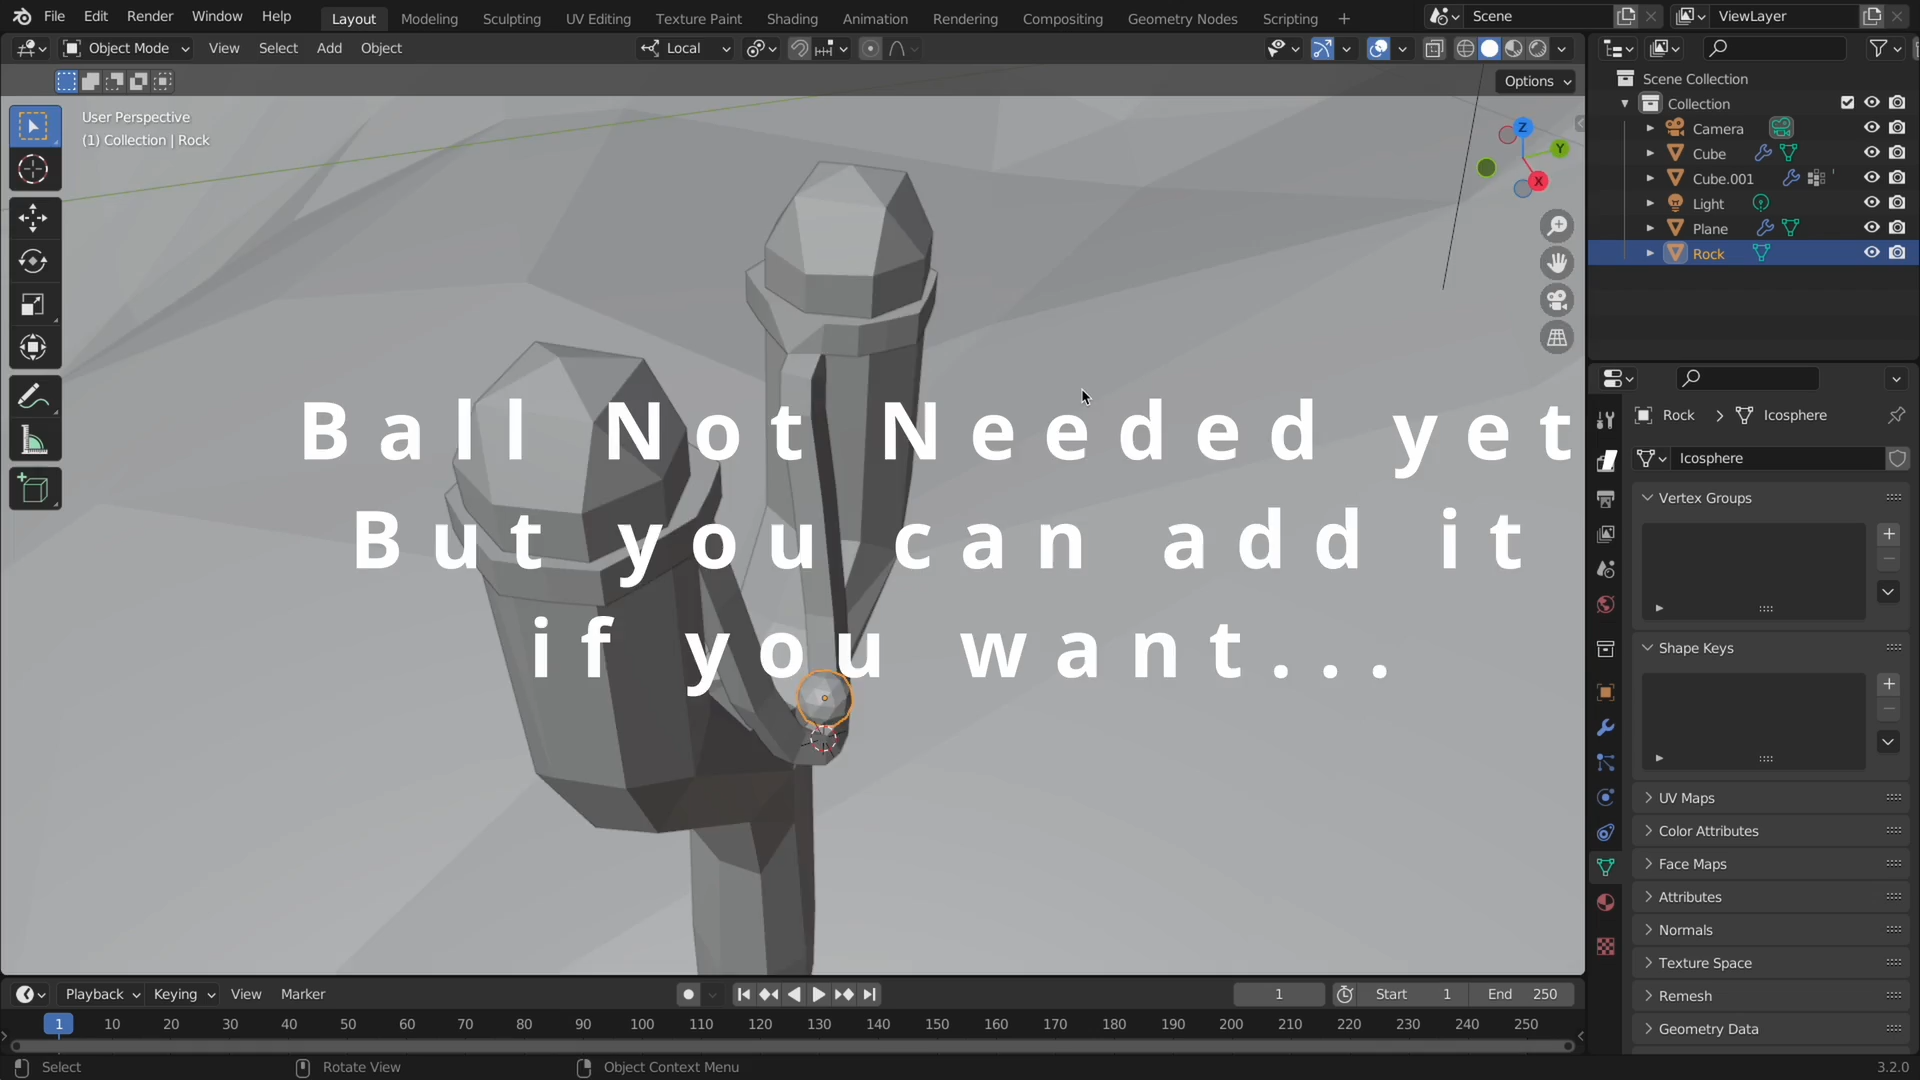 File Edit Render Window Help Layout Modeling Sculpting UV Editing Texture Paint Shading Animation Rendering Compositing Geometry Nodes Scripting + Scene ViewLayer
Object Mode View Select Add Object Local
Options
User Perspective
(1) Collection | Rock
Z
Y
X
Ball Not Needed yet
But you can add it
if you want...
Scene Collection
Collection
Camera
Cube
Cube.001
Light
Plane
Rock
Rock > Icosphere
Icosphere
Vertex Groups
Shape Keys
UV Maps
Color Attributes
Face Maps
Attributes
Normals
Texture Space
Remesh
Geometry Data
Playback Keying View Marker 1 Start 1 End 250
1 10 20 30 40 50 60 70 80 90 100 110 120 130 140 150 160 170 180 190 200 210 220 230 240 250
Select Rotate View Object Context Menu 3.2.0